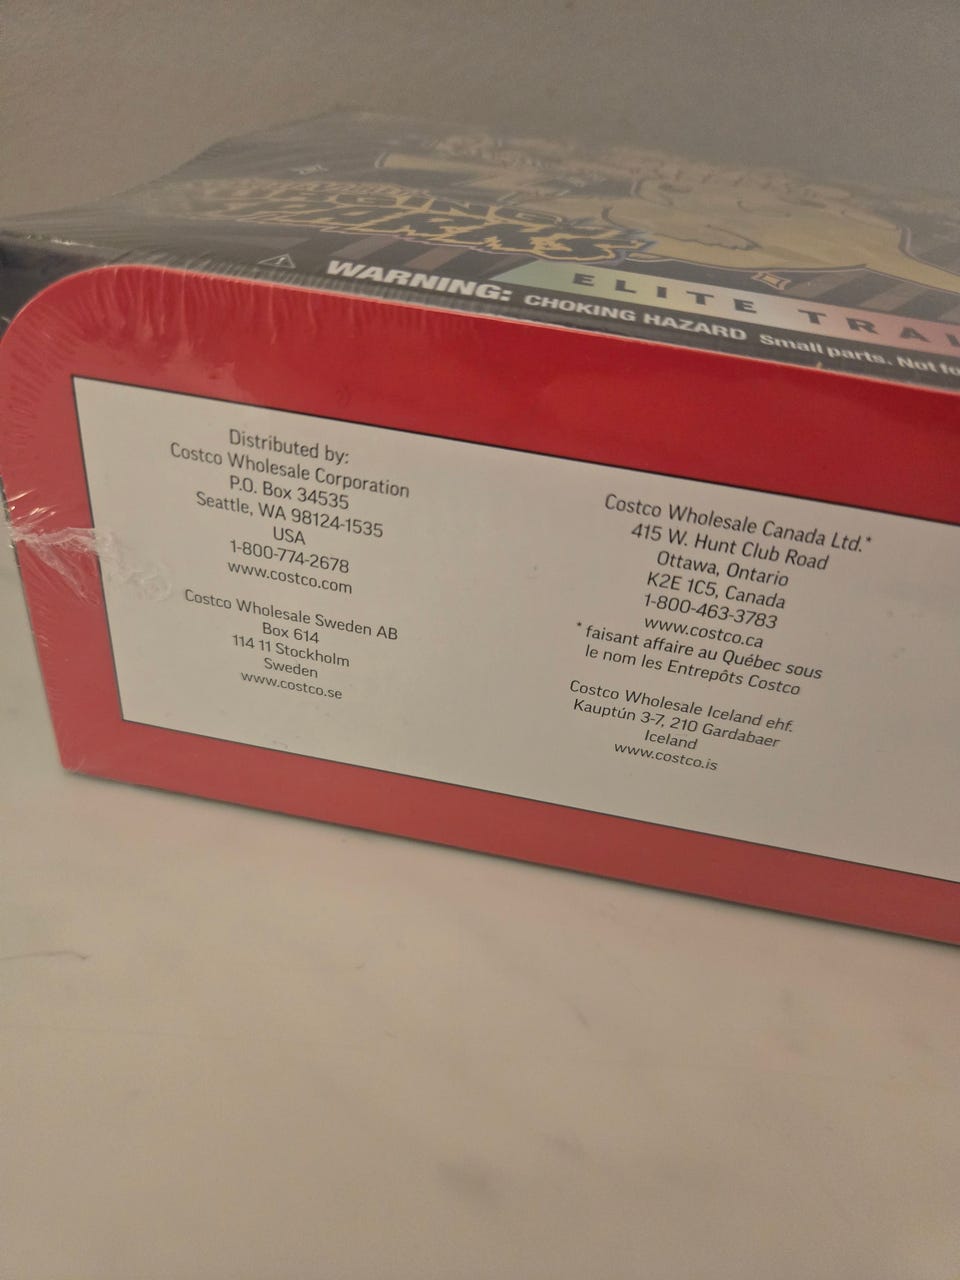 WARNING: CHOKING HAZARD Small parts. Not
ELITE
Distributed by:
Costco Wholesale Corporation
P.O. Box 34535
Seattle, WA 98124-1535
USA
1-800-774-2678
www.costco.com
Costco Wholesale Sweden AB
Box 614
114 11 Stockholm
Sweden
www.costco.se
Costco Wholesale Canada Ltd.*
415 W. Hunt Club Road
Ottawa, Ontario
K2E 1C5, Canada
1-800-463-3783
www.costco.ca
*faisant affaire au Québec sous
le nom les Entrepôts Costco
Costco Wholesale Iceland ehf.
Kauptún 3-7, 210 Gardabaer
Iceland
www.costco.is